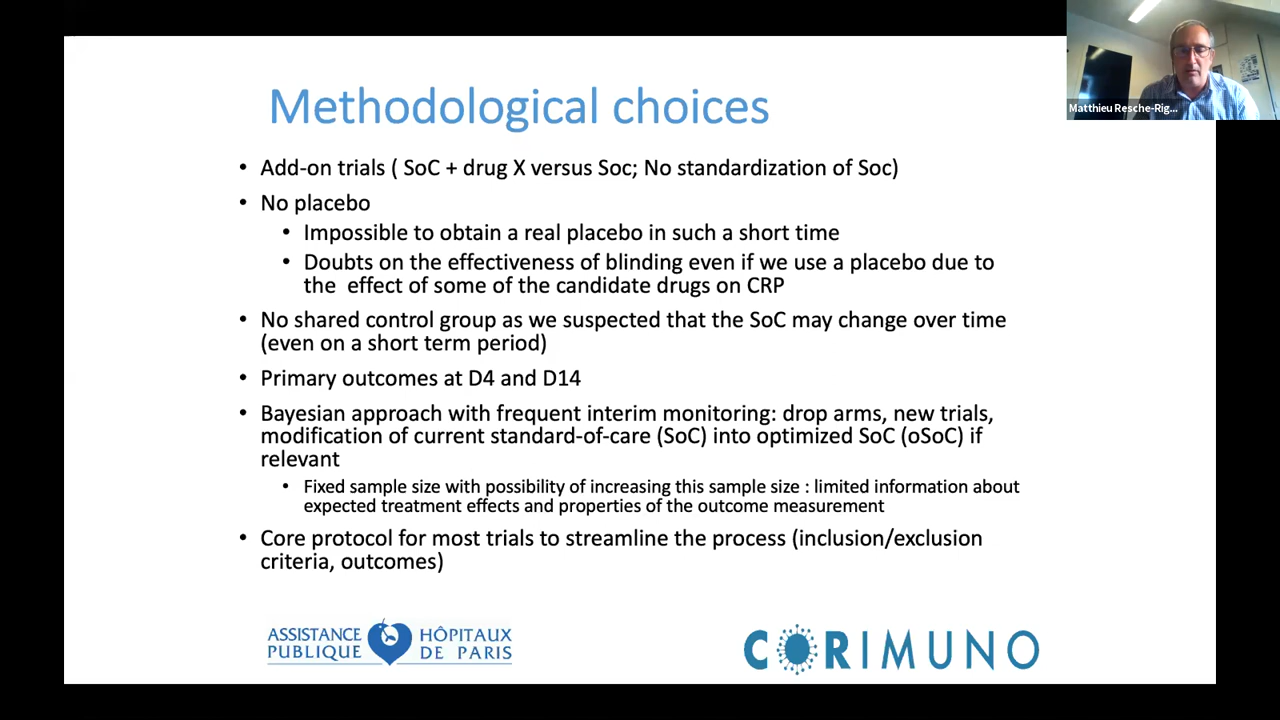 Matthieu Resche-Rig...
Methodological choices
• Add-on trials ( SoC + drug X versus Soc; No standardization of Soc)
• No placebo
• Impossible to obtain a real placebo in such a short time
• Doubts on the effectiveness of blinding even if we use a placebo due to
the effect of some of the candidate drugs on CRP
• No shared control group as we suspected that the SoC may change over time
(even on a short term period)
• Primary outcomes at D4 and D14
• Bayesian approach with frequent interim monitoring: drop arms, new trials,
modification of current standard-of-care (SoC) into optimized SoC (oSoC) if
relevant
• Fixed sample size with possibility of increasing this sample size : limited information about
expected treatment effects and properties of the outcome measurement
• Core protocol for most trials to streamline the process (inclusion/exclusion
criteria, outcomes)
ASSISTANCE HÔPITAUX
PUBLIQUE DE PARIS
CORIMUNO